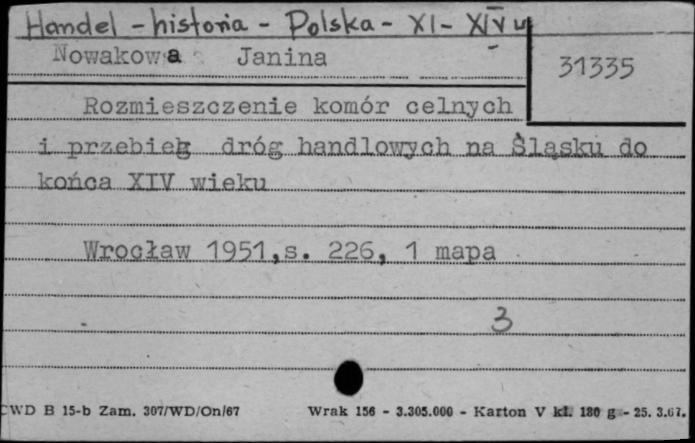 Handel - historia - Polska - XI - XIV w
Nowakowa Janina
31335
Rozmieszczenie komór celnych
i przebieg dróg handlowych na Śląsku do
końca XIV wieku
Wrocław 1951,s. 226, 1 mapa
3
CWD B 15-b Zam. 307/WD/On/67 Wrak 156 - 3.305.000 - Karton V kl. 180 g - 25. 3.67.